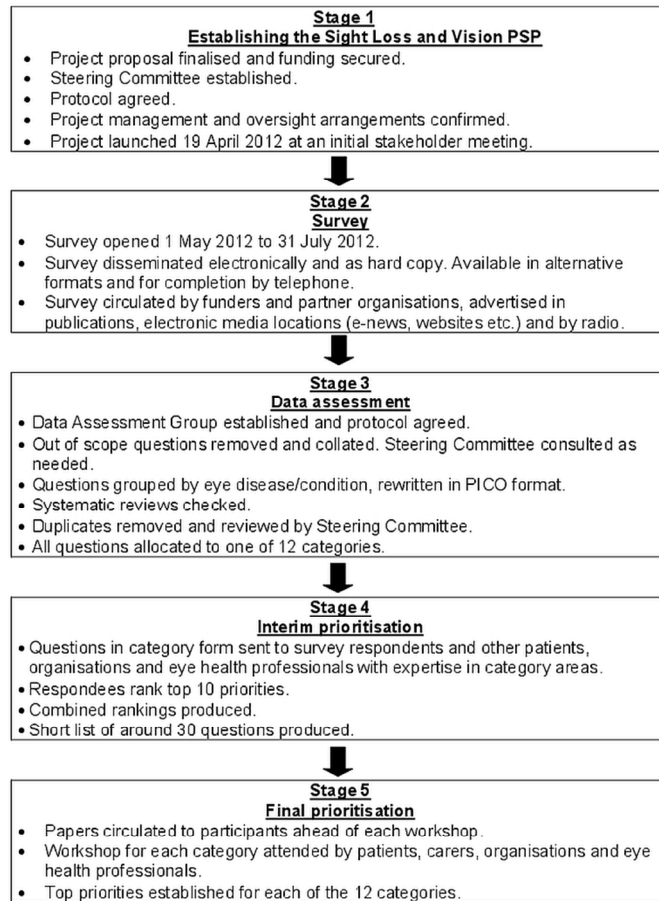 Stage 1
Establishing the Sight Loss and Vision PSP
• Project proposal finalised and funding secured.
• Steering Committee established.
• Protocol agreed.
• Project management and oversight arrangements confirmed.
• Project launched 19 April 2012 at an initial stakeholder meeting.
Stage 2
Survey
• Survey opened 1 May 2012 to 31 July 2012.
• Survey disseminated electronically and as hard copy. Available in alternative
formats and for completion by telephone.
• Survey circulated by funders and partner organisations, advertised in
publications, electronic media locations (e-news, websites etc.) and by radio.
Stage 3
Data assessment
• Data Assessment Group established and protocol agreed.
• Out of scope questions removed and collated. Steering Committee consulted as
needed.
• Questions grouped by eye disease/condition, rewritten in PICO format.
• Systematic reviews checked.
• Duplicates removed and reviewed by Steering Committee.
• All questions allocated to one of 12 categories.
Stage 4
Interim prioritisation
• Questions in category form sent to survey respondents and other patients,
organisations and eye health professionals with expertise in category areas.
• Respondees rank top 10 priorities.
• Combined rankings produced.
• Short list of around 30 questions produced.
Stage 5
Final prioritisation
• Papers circulated to participants ahead of each workshop.
• Workshop for each category attended by patients, carers, organisations and eye
health professionals.
• Top priorities established for each of the 12 categories.